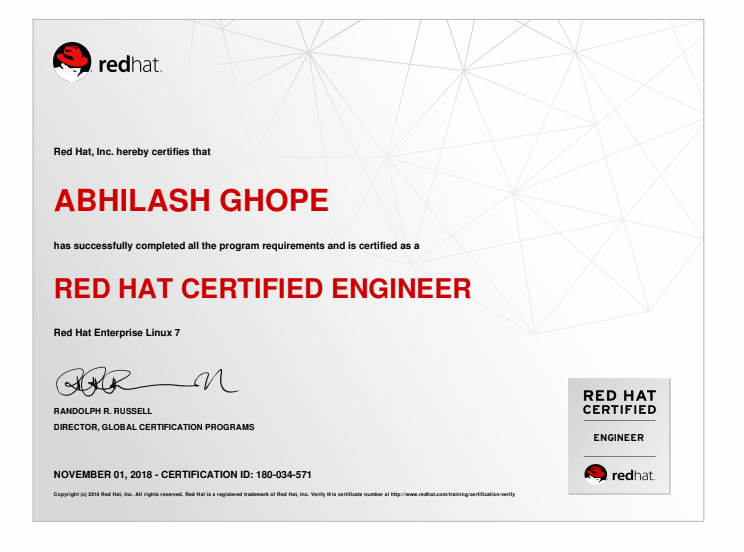 redhat.
Red Hat, Inc. hereby certifies that
ABHILASH GHOPE
has successfully completed all the program requirements and is certified as a
RED HAT CERTIFIED ENGINEER
Red Hat Enterprise Linux 7
RANDOLPH R. RUSSELL
DIRECTOR, GLOBAL CERTIFICATION PROGRAMS
RED HAT
CERTIFIED
ENGINEER
redhat.
NOVEMBER 01, 2018 - CERTIFICATION ID: 180-034-571
Copyright (c) 2018 Red Hat, Inc. All rights reserved. Red Hat is a registered trademark of Red Hat, Inc. Verify this certificate number at http://www.redhat.com/training/certification/verify